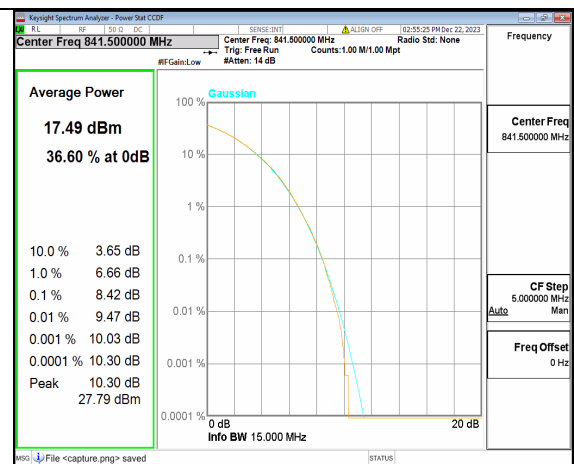 Keysight Spectrum Analyzer - Power Stat CCDF
RL RF 50 Ω DC SENSE:INT ALIGN OFF 02:55:25 PM Dec 22, 2023
Center Freq 841.500000 MHz
Center Freq: 841.500000 MHz Radio Std: None
Trig: Free Run Counts:1.00 M/1.00 Mpt
#IFGain:Low #Atten: 14 dB
Frequency
Average Power
17.49 dBm
36.60 % at 0dB
10.0 % 3.65 dB
1.0 % 6.66 dB
0.1 % 8.42 dB
0.01 % 9.47 dB
0.001 % 10.03 dB
0.0001 % 10.30 dB
Peak 10.30 dB
27.79 dBm
Gaussian
100 %
10 %
1 %
0.1 %
0.01 %
0.001 %
0.0001 %
0 dB 20 dB
Info BW 15.000 MHz
Center Freq
841.500000 MHz
CF Step
5.000000 MHz
Auto Man
Freq Offset
0 Hz
MSG File <capture.png> saved STATUS